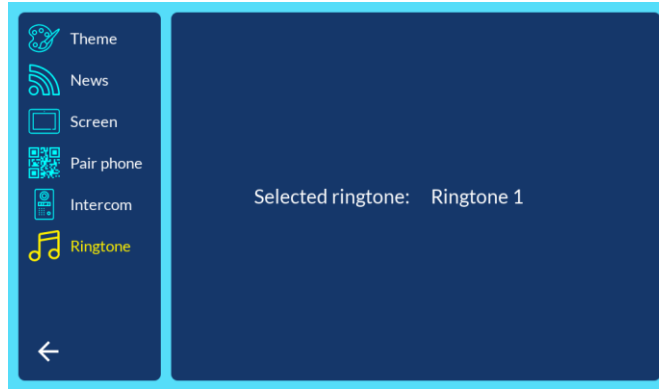 Theme
News
Screen
Pair phone
Intercom
Ringtone
Selected ringtone: Ringtone 1